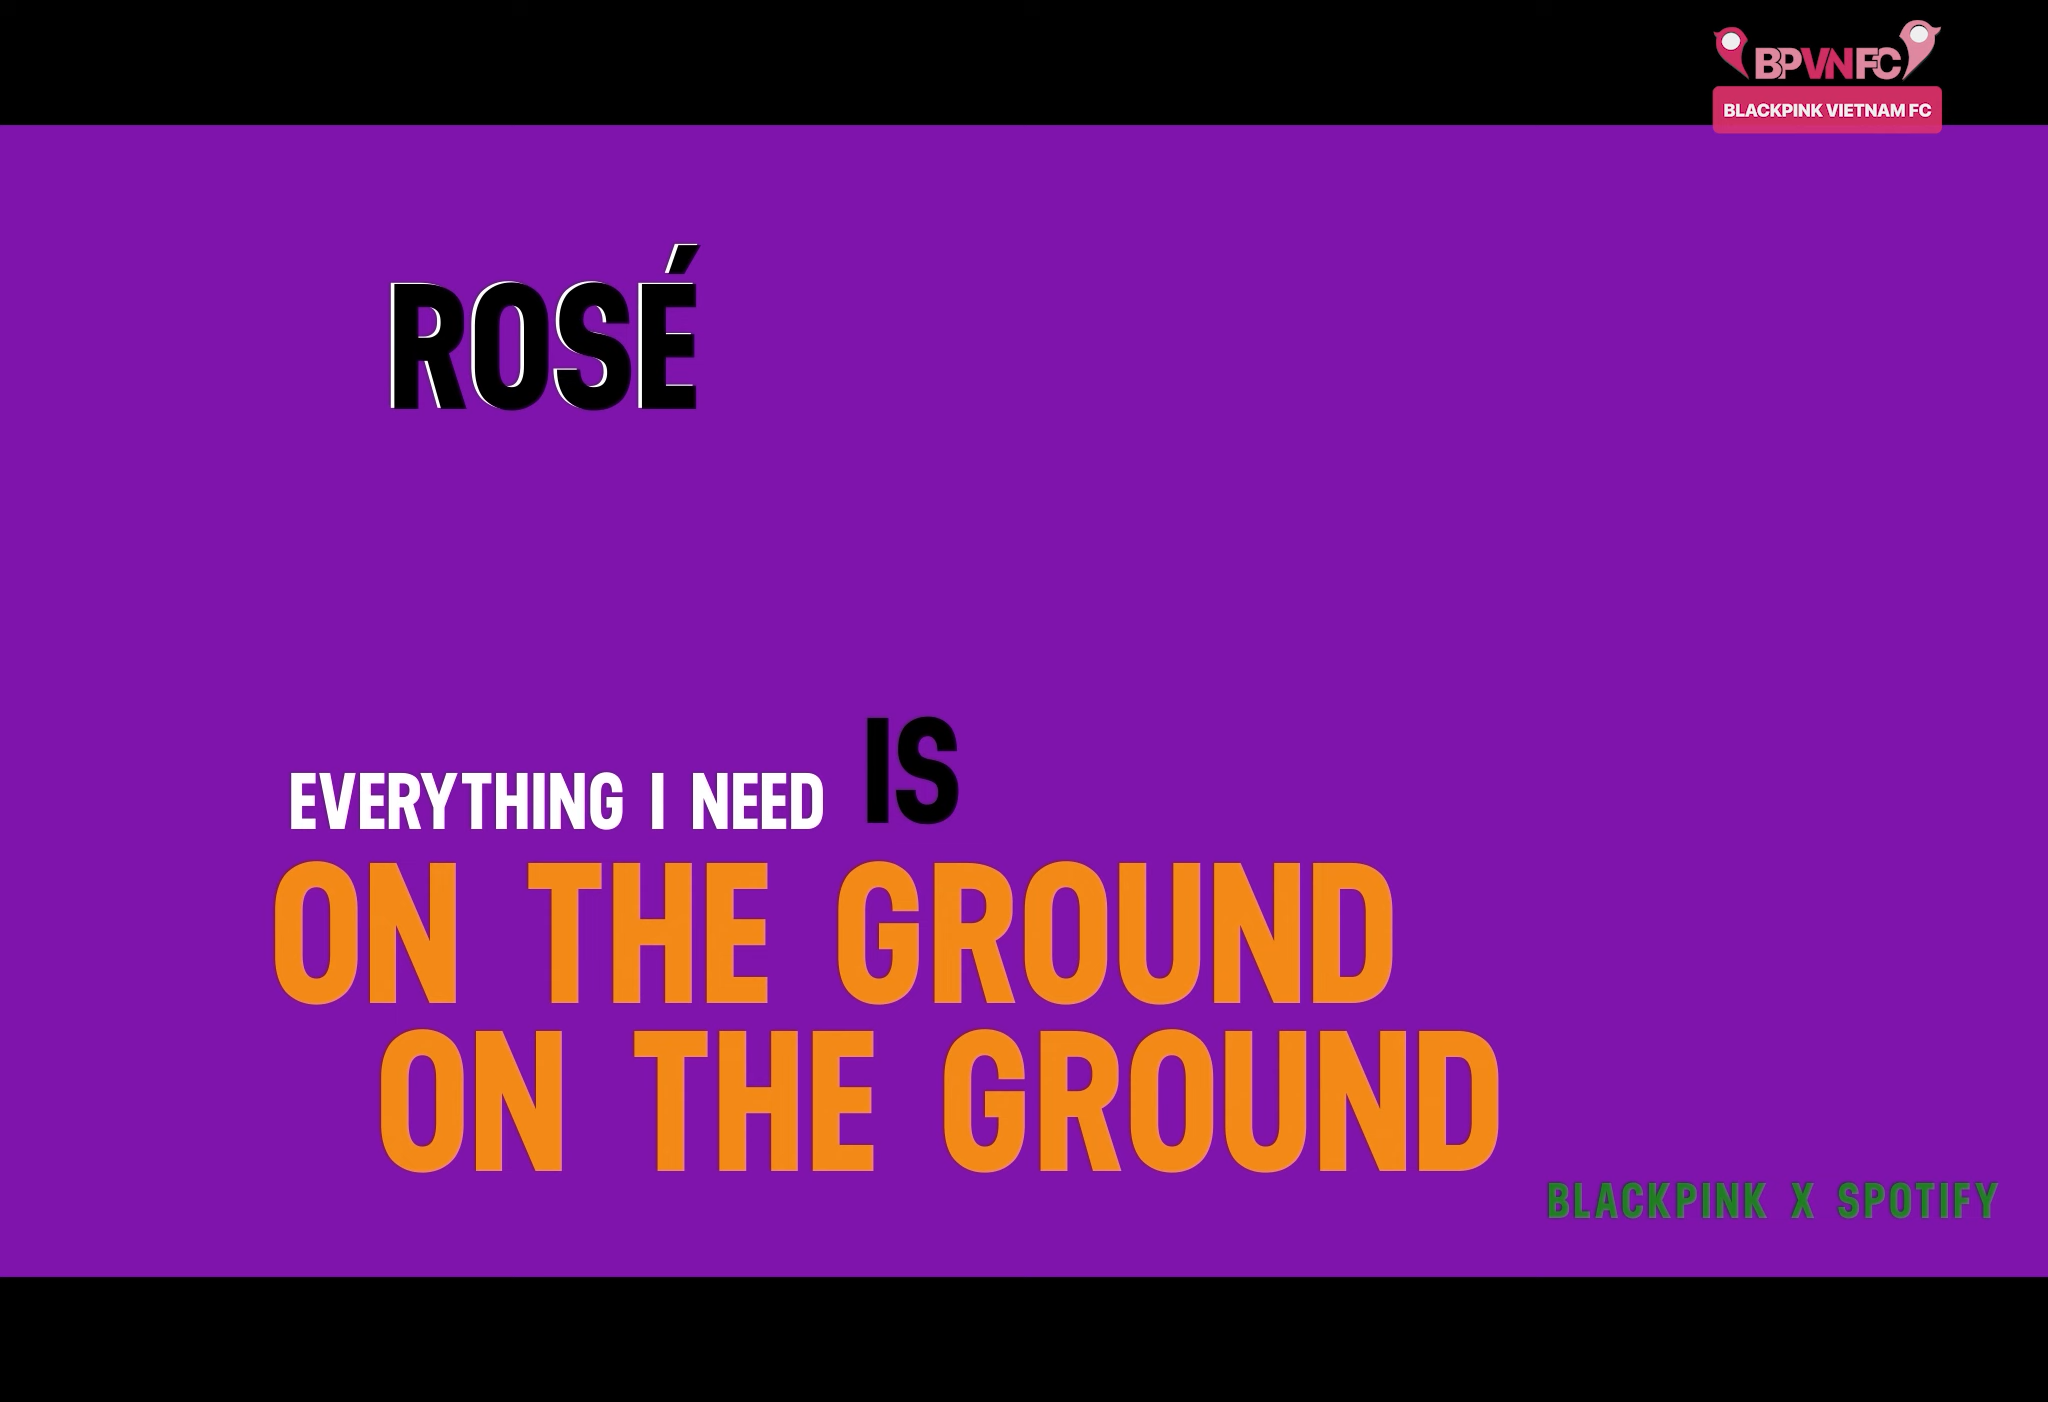 BPVNFC
BLACKPINK VIETNAM FC
ROSÉ
EVERYTHING I NEED IS
ON THE GROUND
ON THE GROUND
BLACKPINK X SPOTIFY